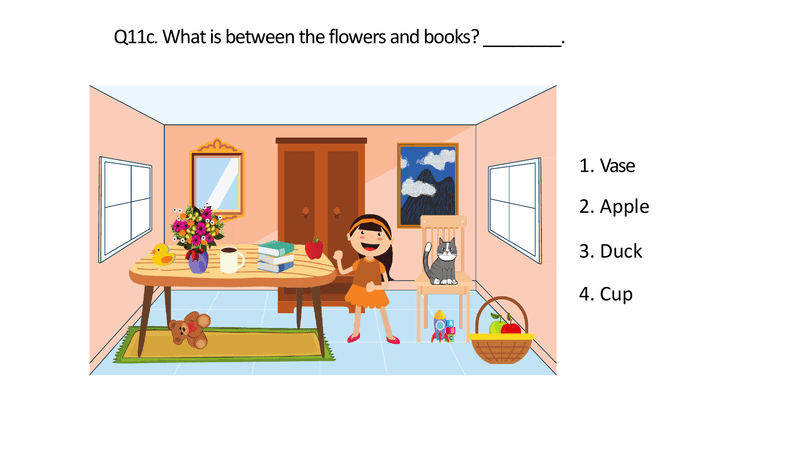 Q11c. What is between the flowers and books? ________.
1. Vase
2. Apple
3. Duck
4. Cup